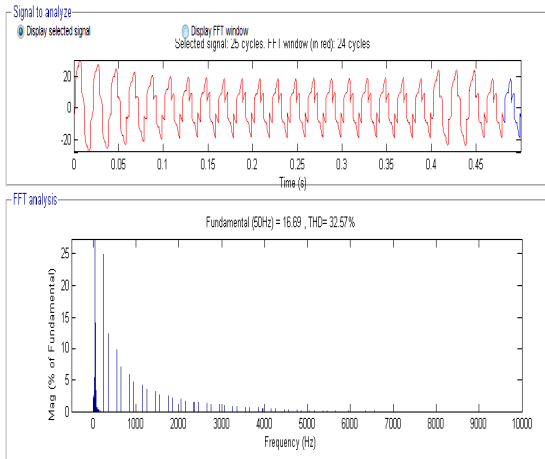 Signal to analyze
Display selected signal Display FFT window
Selected signal: 25 cycles. FFT window (in red): 24 cycles
20
0
-20
0 0.05 0.1 0.15 0.2 0.25 0.3 0.35 0.4 0.45
Time (s)
FFT analysis
Fundamental (50Hz) = 16.69 , THD= 32.57%
Mag (% of Fundamental)
25
20
15
10
5
0
0 1000 2000 3000 4000 5000 6000 7000 8000 9000 10000
Frequency (Hz)